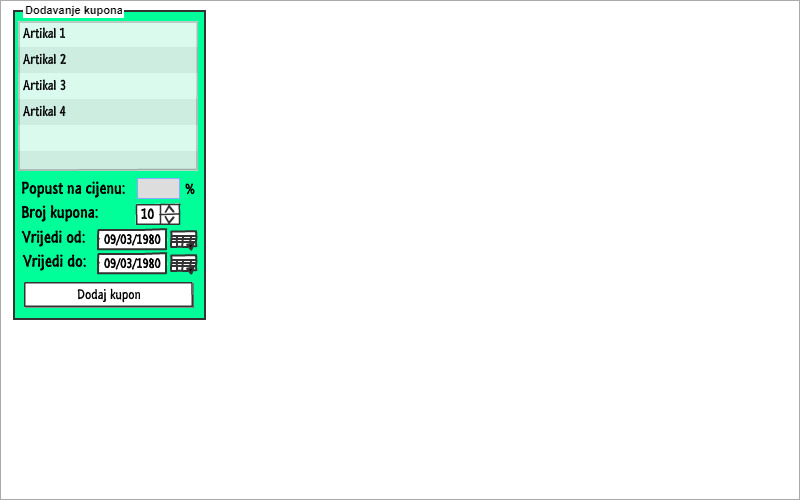 Dodavanje kupona
Artikal 1
Artikal 2
Artikal 3
Artikal 4
Popust na cijenu: %
Broj kupona: 10
Vrijedi od: 09/03/1980
Vrijedi do: 09/03/1980
Dodaj kupon